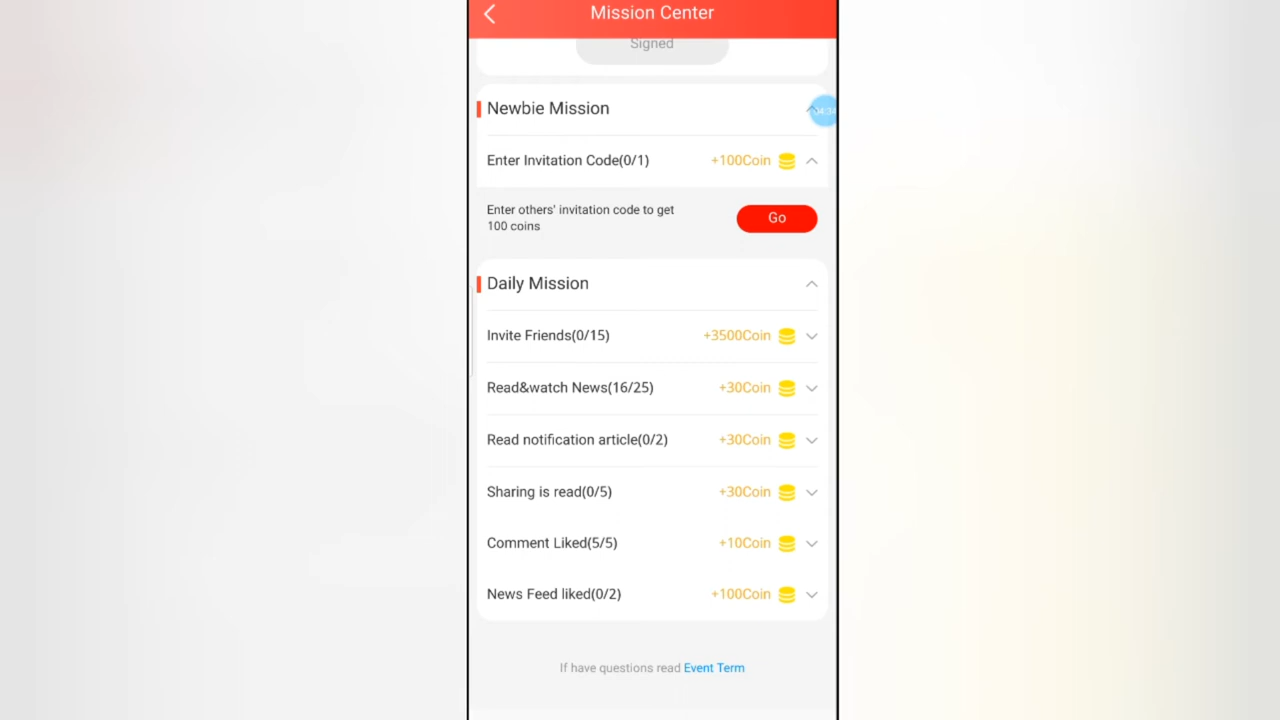 Mission Center
Signed
Newbie Mission
04:34
Enter Invitation Code(0/1) +100Coin
Enter others' invitation code to get
100 coins
Go
Daily Mission
Invite Friends(0/15) +3500Coin
Read&watch News(16/25) +30Coin
Read notification article(0/2) +30Coin
Sharing is read(0/5) +30Coin
Comment Liked(5/5) +10Coin
News Feed liked(0/2) +100Coin
If have questions read Event Term